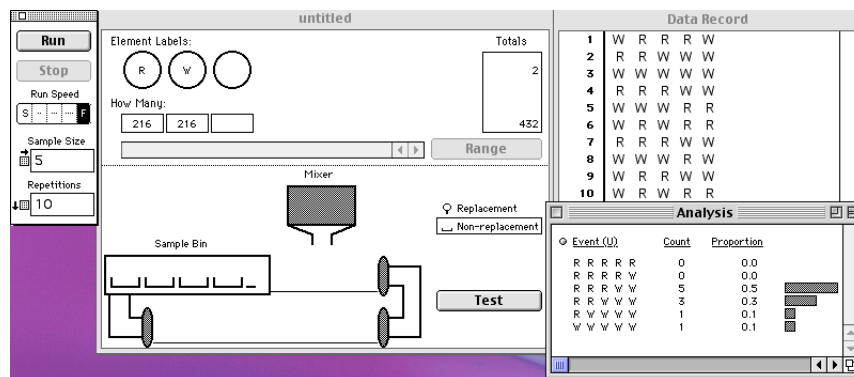 Run
Stop
Run Speed
S F
Sample Size
5
Repetitions
10
untitled
Element Labels:
R W
How Many:
216 216
Totals
2
432
Range
Mixer
Replacement
Non-replacement
Sample Bin
Test
Data Record
1 W R R R W
2 R R W W W
3 W W W W W
4 R R R W W
5 W W W R R
6 W R W R R
7 R R R W W
8 W W W R W
9 W R R W W
10 W R W R R
Analysis
Event (U) Count Proportion
R R R R R 0 0.0
R R R R W 0 0.0
R R R W W 5 0.5
R R W W W 3 0.3
R W W W W 1 0.1
W W W W W 1 0.1